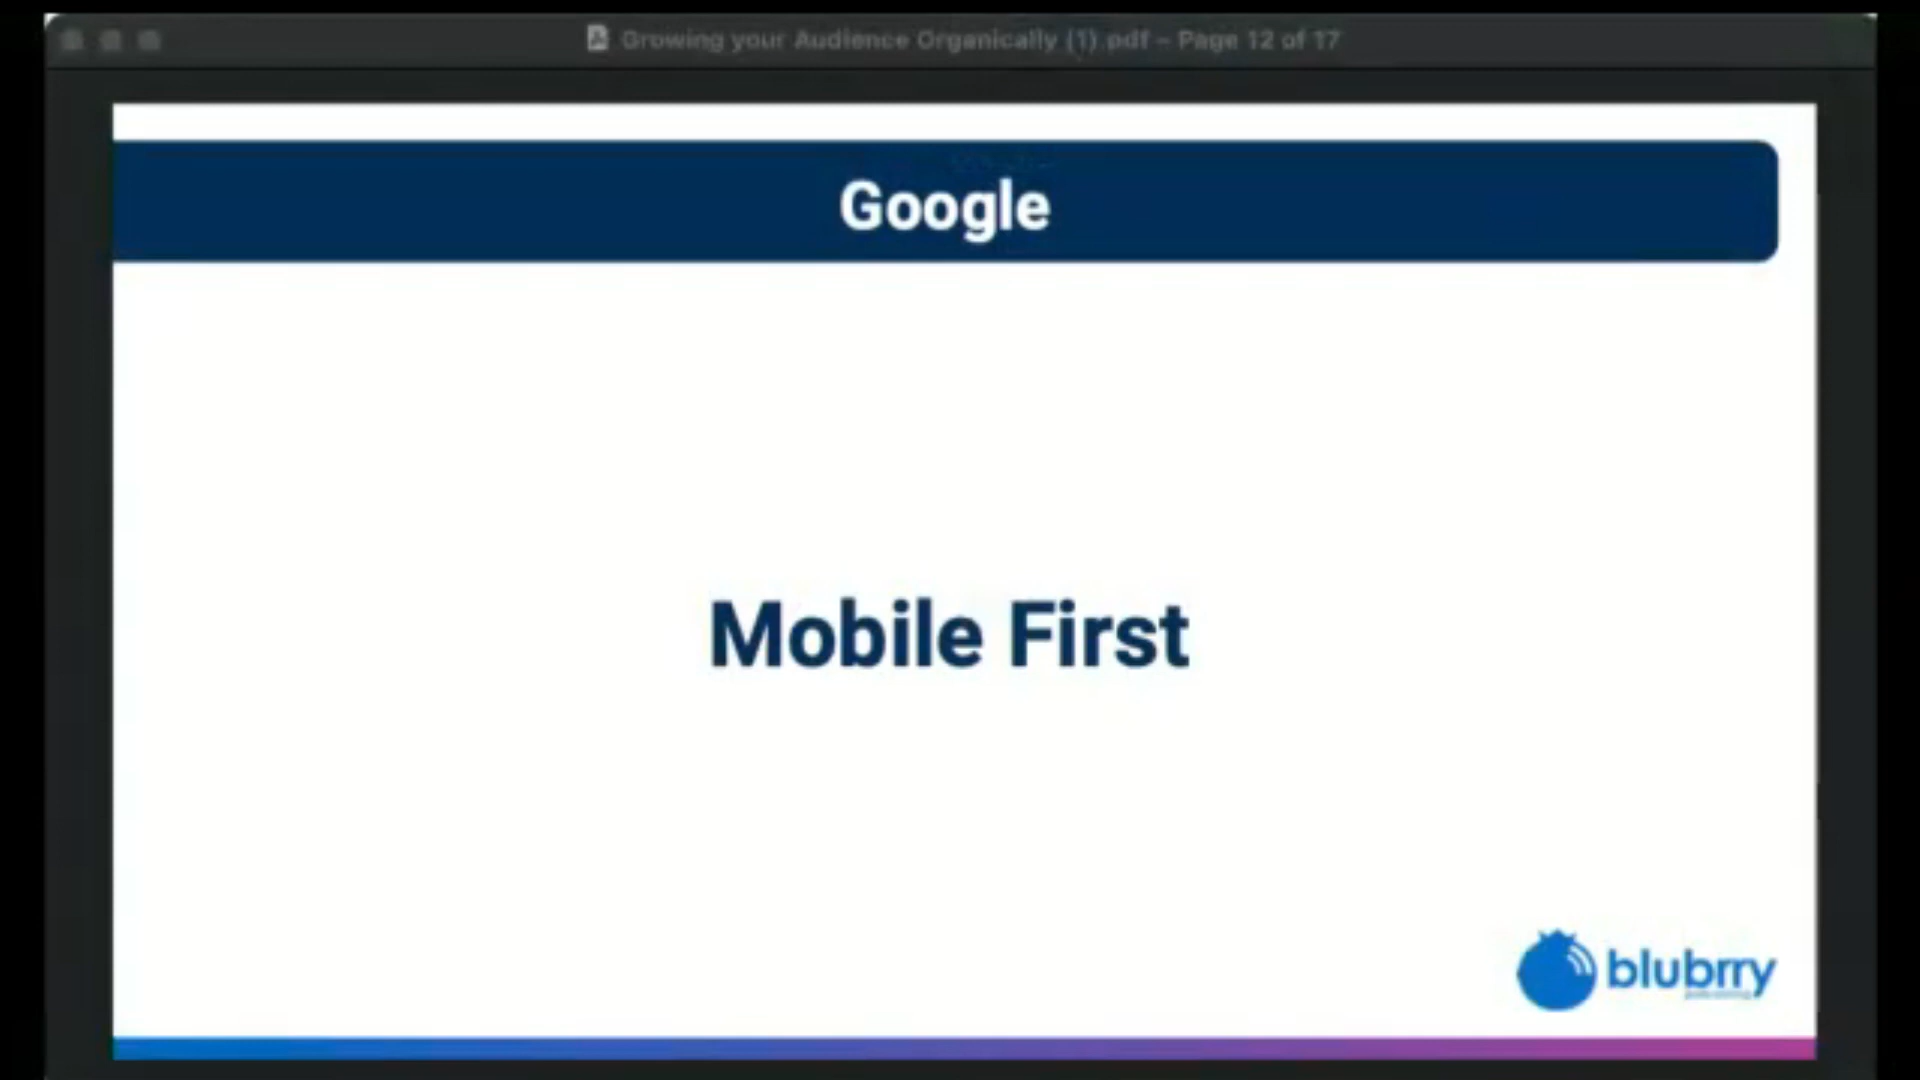 Growing your Audience Organically (1).pdf – Page 12 of 17
Google
Mobile First
blubrry